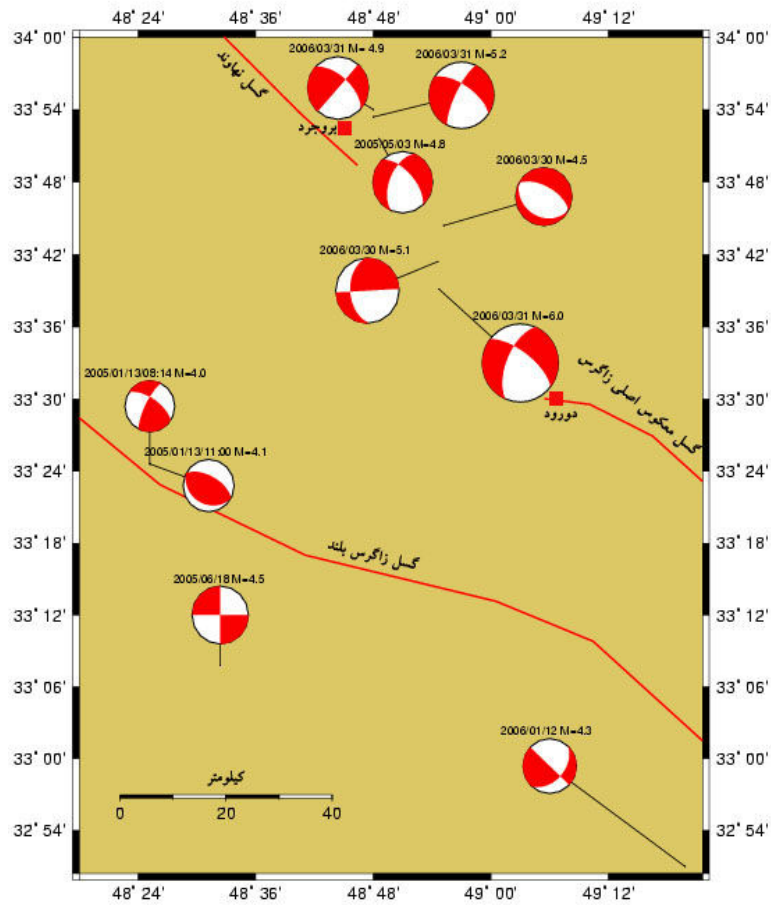 48° 24' 48° 36' 48° 48' 49° 00' 49° 12'
34° 00' 34° 00'
2006/03/31 M= 4.9 2006/03/31 M=5.2
گسل نهاوند
33° 54' 33° 54'
بروجرد
2005/05/03 M=4.8
2006/03/30 M=4.5
33° 48' 33° 48'
33° 42' 33° 42'
2006/03/30 M=5.1
2006/03/31 M=6.0
33° 36' 33° 36'
گسل معکوس اصلی زاگرس
2005/01/13/08:14 M=4.0
33° 30' 33° 30'
دورود
2005/01/13/11:00 M=4.1
33° 24' 33° 24'
33° 18' 33° 18'
گسل زاگرس بلند
2005/06/18 M=4.5
33° 12' 33° 12'
33° 06' 33° 06'
2006/01/12 M=4.3
33° 00' 33° 00'
کیلومتر
0 20 40
32° 54' 32° 54'
48° 24' 48° 36' 48° 48' 49° 00' 49° 12'